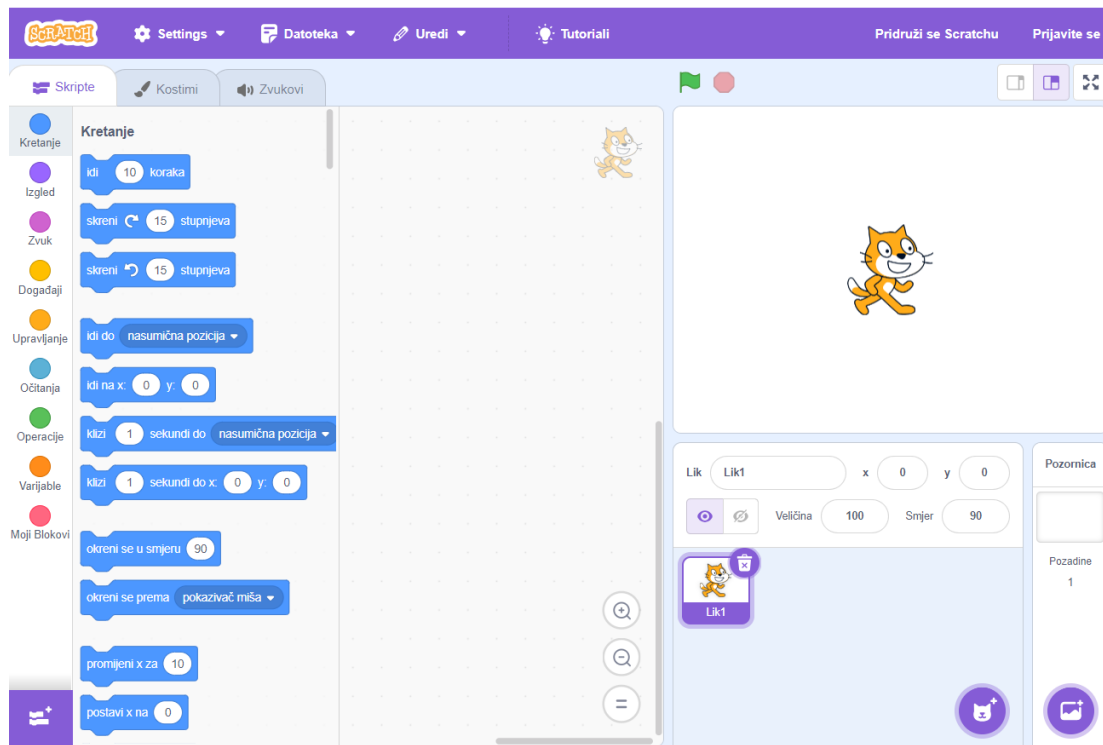 SCRATCH Settings Datoteka Uredi Tutoriali Pridruži se Scratchu Prijavite se
Skripte Kostimi Zvukovi
Kretanje
Izgled
Zvuk
Događaji
Upravljanje
Očitanja
Operacije
Varijable
Moji Blokovi
Kretanje
idi 10 koraka
skreni 15 stupnjeva
skreni 15 stupnjeva
idi do nasumična pozicija
idi na x: 0 y: 0
klizi 1 sekundi do nasumična pozicija
klizi 1 sekundi do x: 0 y: 0
okreni se u smjeru 90
okreni se prema pokazivač miša
promijeni x za 10
postavi x na 0
Lik Lik1 x 0 y 0
Veličina 100 Smjer 90
Lik1
Pozornica
Pozadine
1